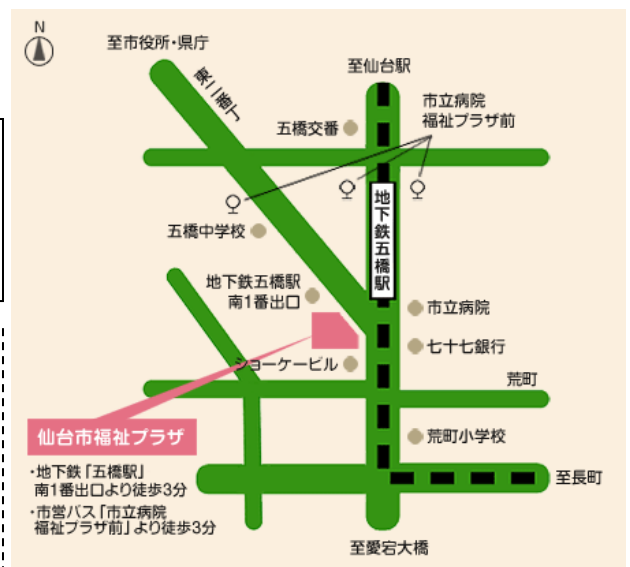 N
至市役所・県庁
東二番丁
至仙台駅
市立病院
福祉プラザ前
五橋交番
地下鉄五橋駅
五橋中学校
地下鉄五橋駅
南1番出口
市立病院
七十七銀行
ショーケービル
荒町
仙台市福祉プラザ
荒町小学校
・地下鉄「五橋駅」
南1番出口より徒歩3分
・市営バス「市立病院
福祉プラザ前」より徒歩3分
至長町
至愛宕大橋